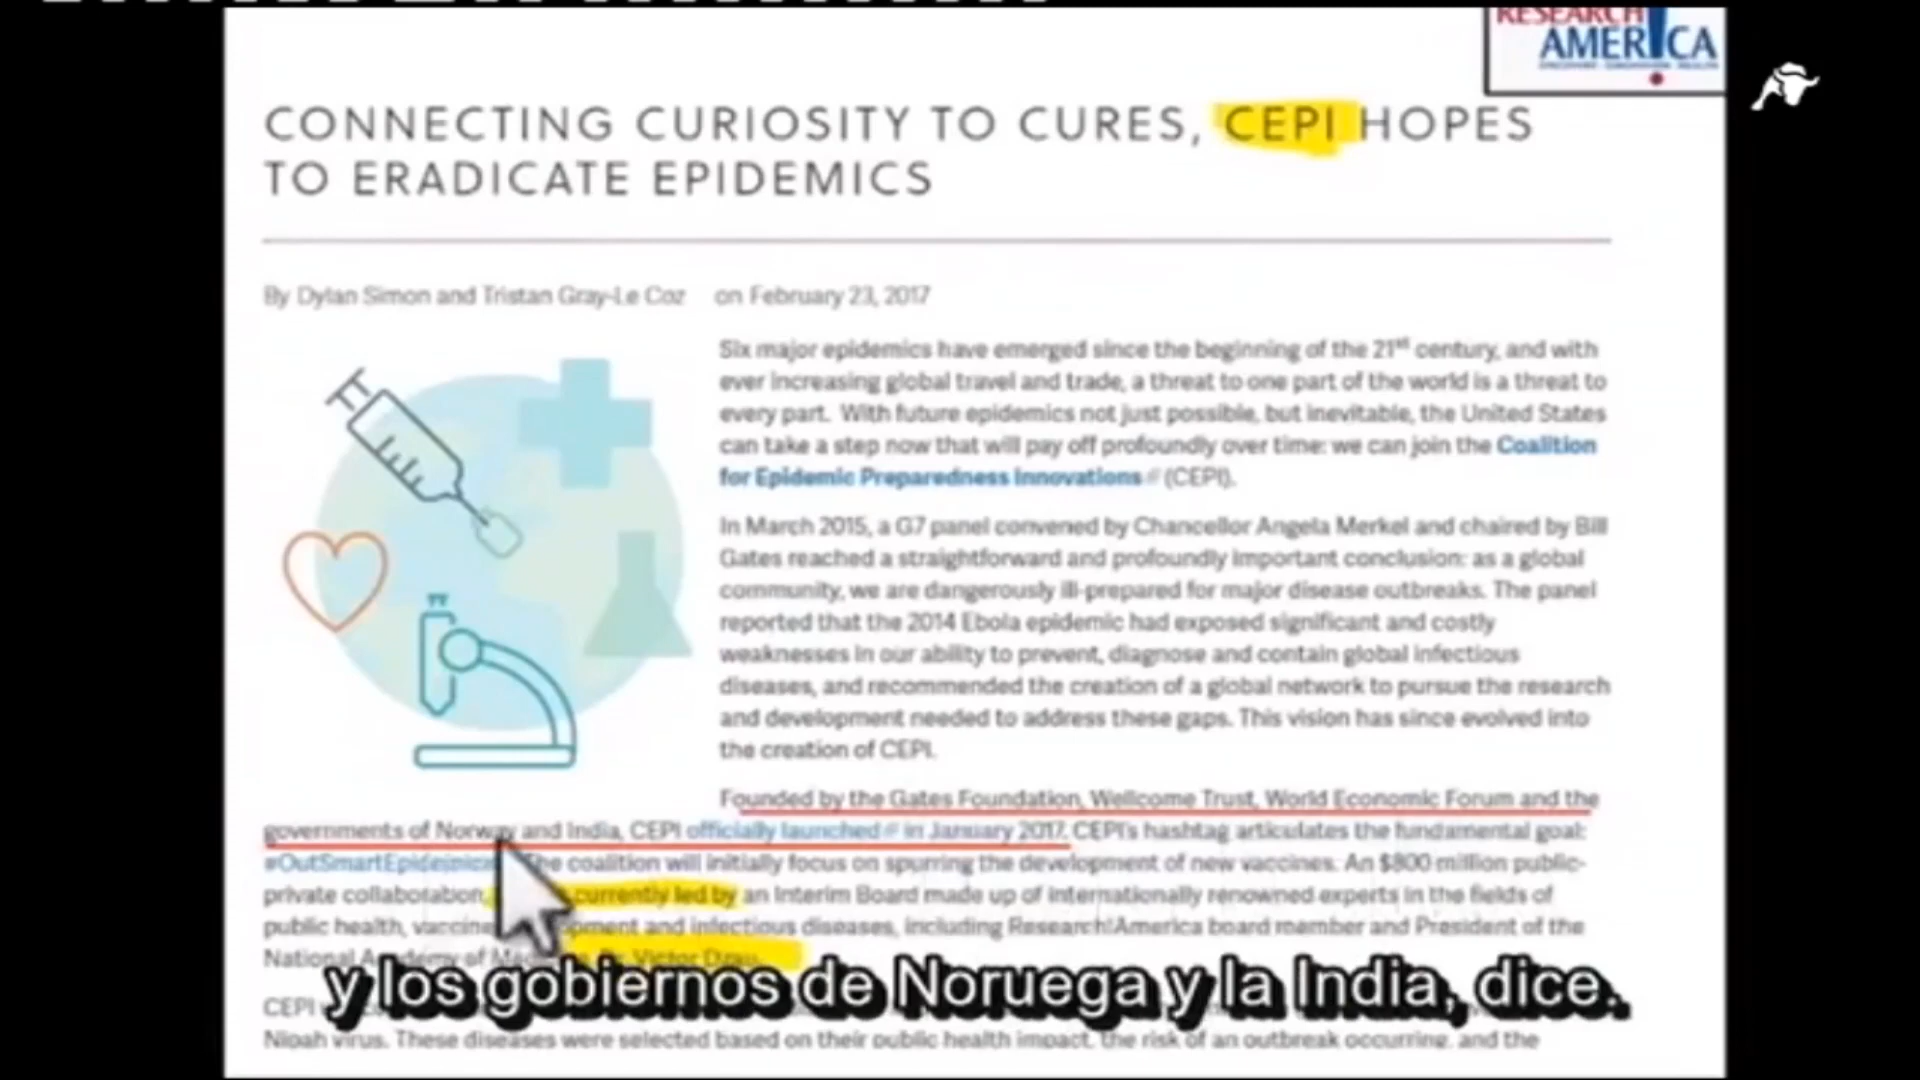 RESEARCH
AMERICA
CONNECTING CURIOSITY TO CURES, CEPI HOPES
TO ERADICATE EPIDEMICS
By Dylan Simon and Tristan Gray-Le Coz on February 23, 2017
Six major epidemics have emerged since the beginning of the 21st century, and with
ever increasing global travel and trade, a threat to one part of the world is a threat to
every part. With future epidemics not just possible, but inevitable, the United States
can take a step now that will pay off profoundly over time: we can join the Coalition
for Epidemic Preparedness Innovations (CEPI).
In March 2015, a G7 panel convened by Chancellor Angela Merkel and chaired by Bill
Gates reached a straightforward and profoundly important conclusion: as a global
community, we are dangerously ill-prepared for major disease outbreaks. The panel
reported that the 2014 Ebola epidemic had exposed significant and costly
weaknesses in our ability to prevent, diagnose and contain global infectious
diseases, and recommended the creation of a global network to pursue the research
and development needed to address these gaps. This vision has since evolved into
the creation of CEPI.
Founded by the Gates Foundation, Wellcome Trust, World Economic Forum and the
governments of Norway and India, CEPI officially launched in January 2017. CEPI's hashtag articulates the fundamental goal:
#OutSmartEpidemics The coalition will initially focus on spurring the development of new vaccines. An $800 million public-
private collaboration, currently led by an Interim Board made up of internationally renowned experts in the fields of
public health, vaccine and infectious diseases, including Research!America board member and President of the
National Academy of Dr. Victor Dzau.
y los gobiernos de Noruega y la India, dice.
CEPI
Nipah virus. These diseases were selected based on their public health impact, the risk of an outbreak occurring, and the